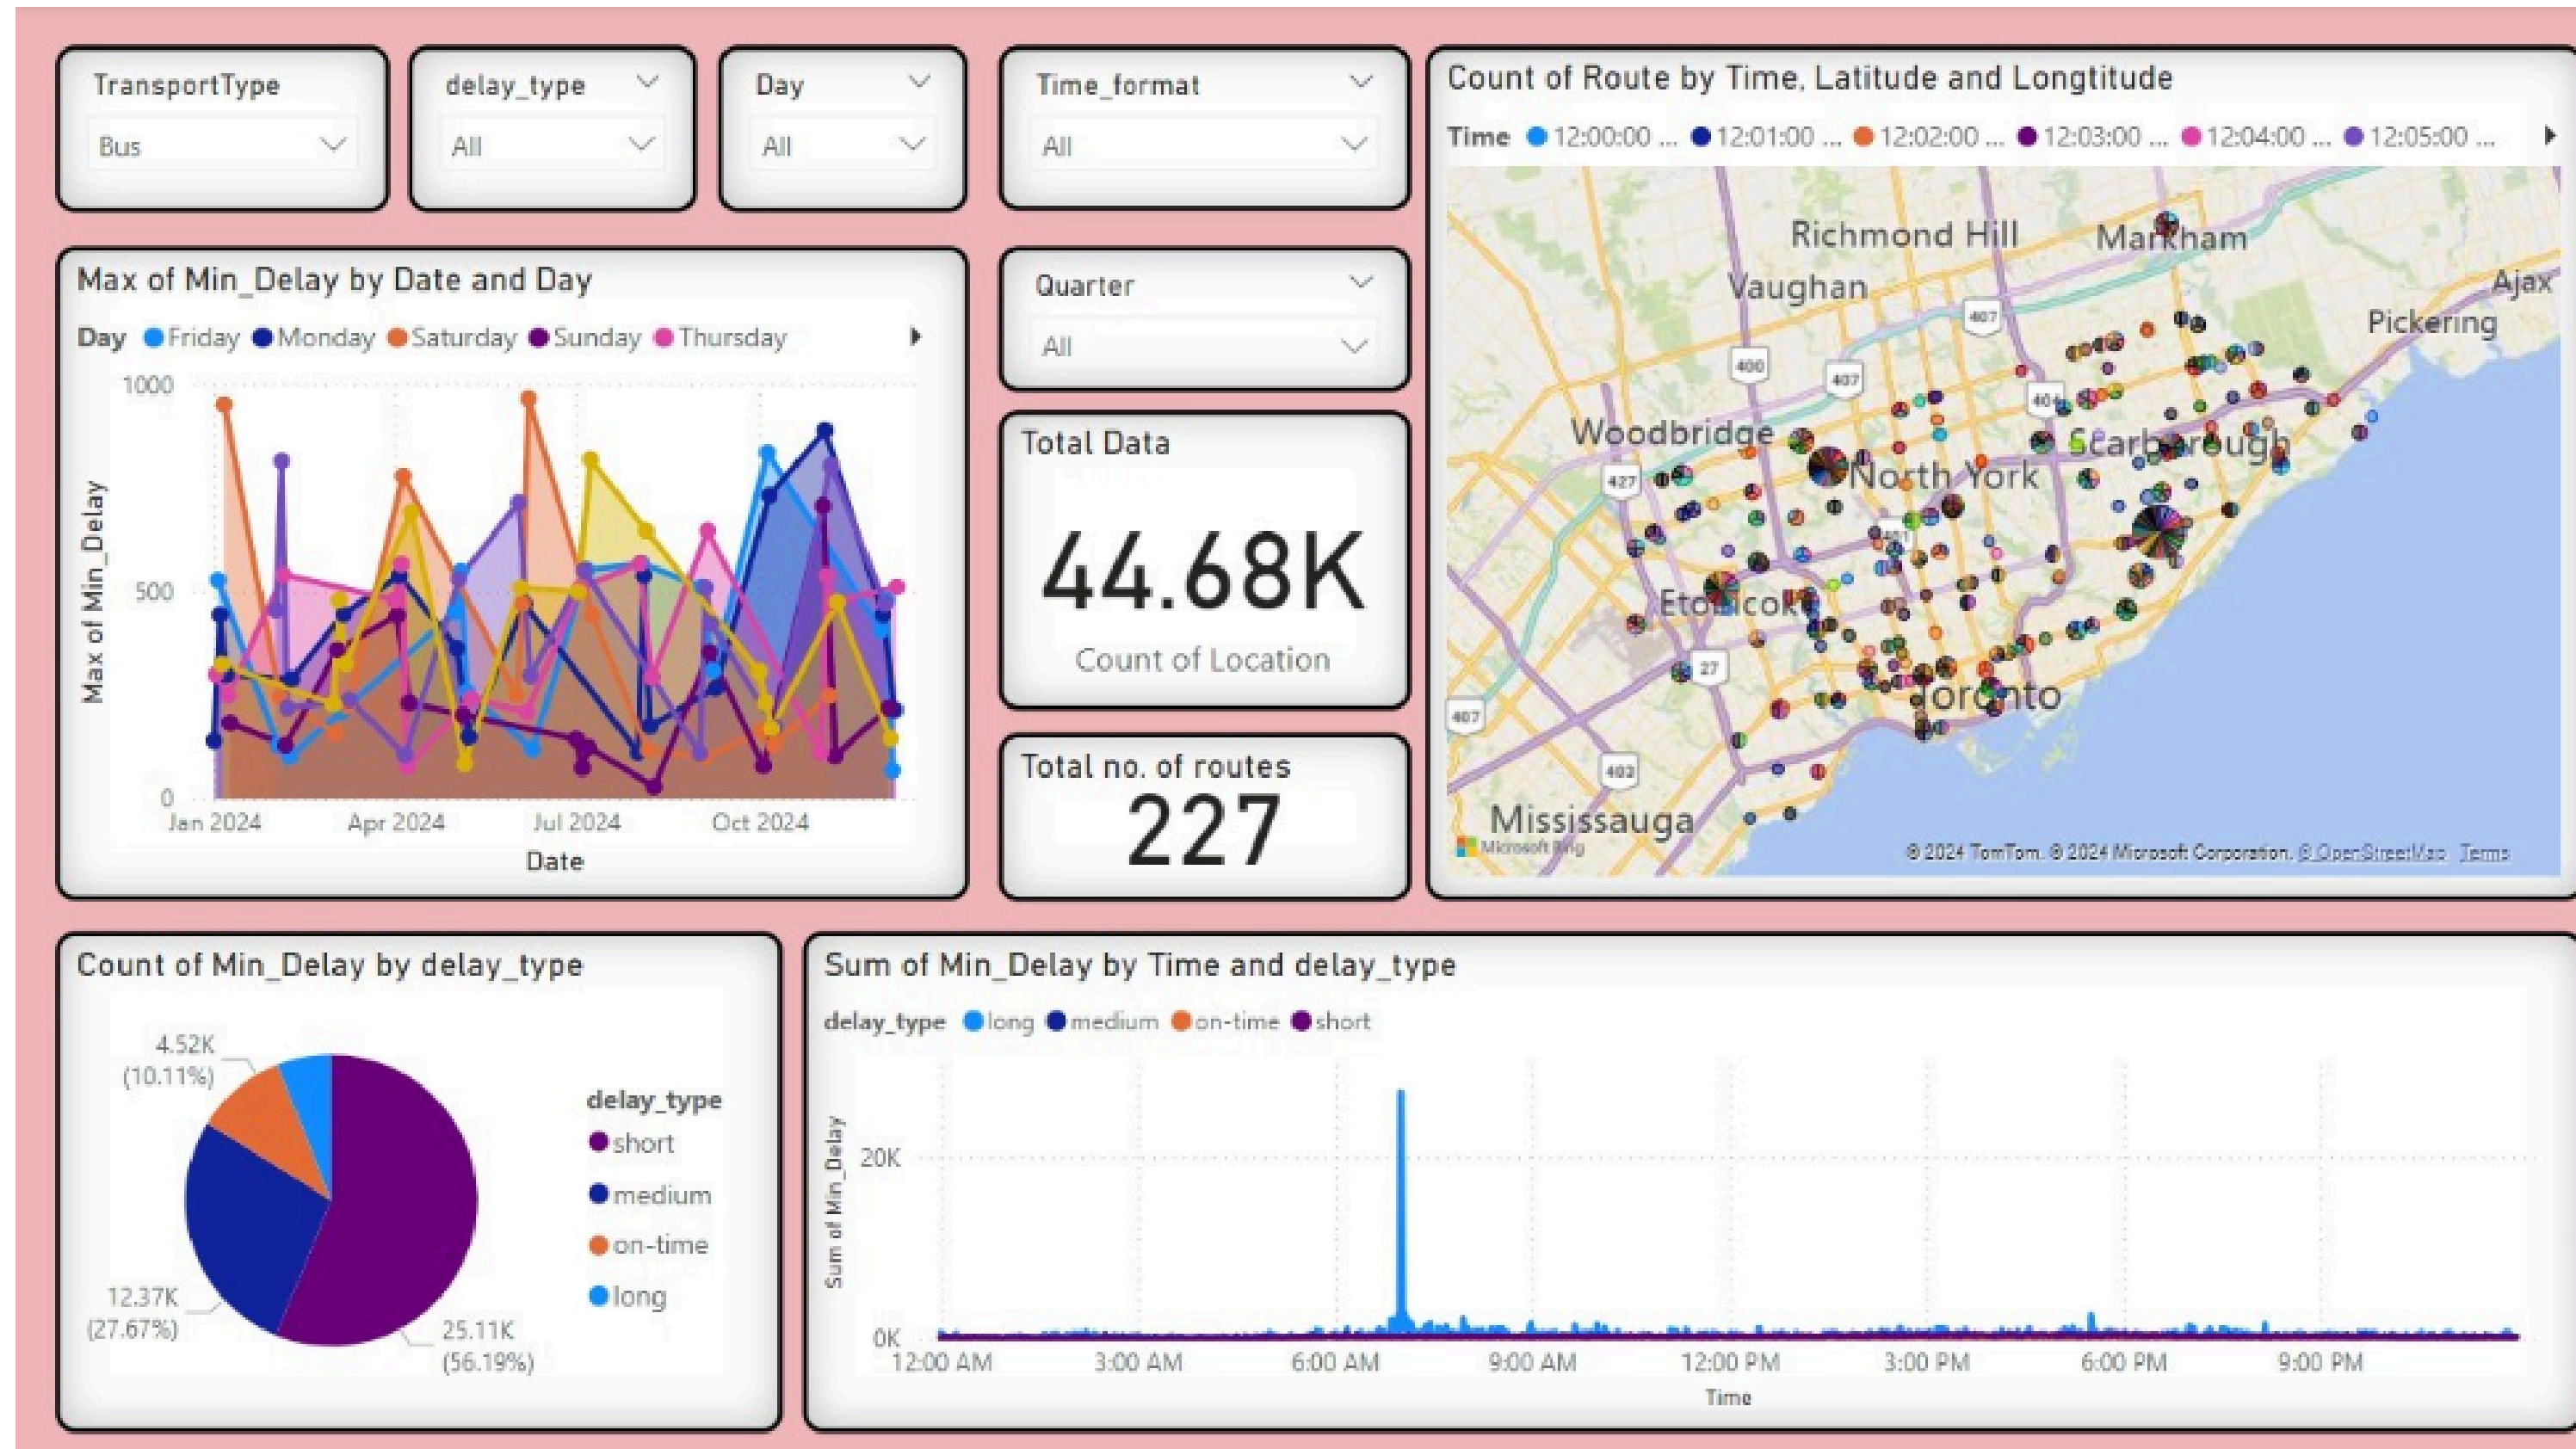 TransportType
Bus
delay_type
All
Day
All
Time_format
All
Max of Min_Delay by Date and Day
Day Friday Monday Saturday Sunday Thursday
1000
500
0
Max of Min_Delay
Jan 2024 Apr 2024 Jul 2024 Oct 2024
Date
Quarter
All
Total Data
44.68K
Count of Location
Total no. of routes
227
Count of Route by Time, Latitude and Longtitude
Time 12:00:00 ... 12:01:00 ... 12:02:00 ... 12:03:00 ... 12:04:00 ... 12:05:00 ...
Richmond Hill
Markham
Vaughan
Ajax
Pickering
407
400
407
404
Woodbridge
Scarborough
North York
427
Etobicoke
27
Toronto
407
403
Mississauga
Microsoft Bing
© 2024 TomTom, © 2024 Microsoft Corporation, © OpenStreetMap Terms
Count of Min_Delay by delay_type
4.52K
(10.11%)
12.37K
(27.67%)
25.11K
(56.19%)
delay_type
short
medium
on-time
long
Sum of Min_Delay by Time and delay_type
delay_type long medium on-time short
20K
0K
Sum of Min_Delay
12:00 AM 3:00 AM 6:00 AM 9:00 AM 12:00 PM 3:00 PM 6:00 PM 9:00 PM
Time